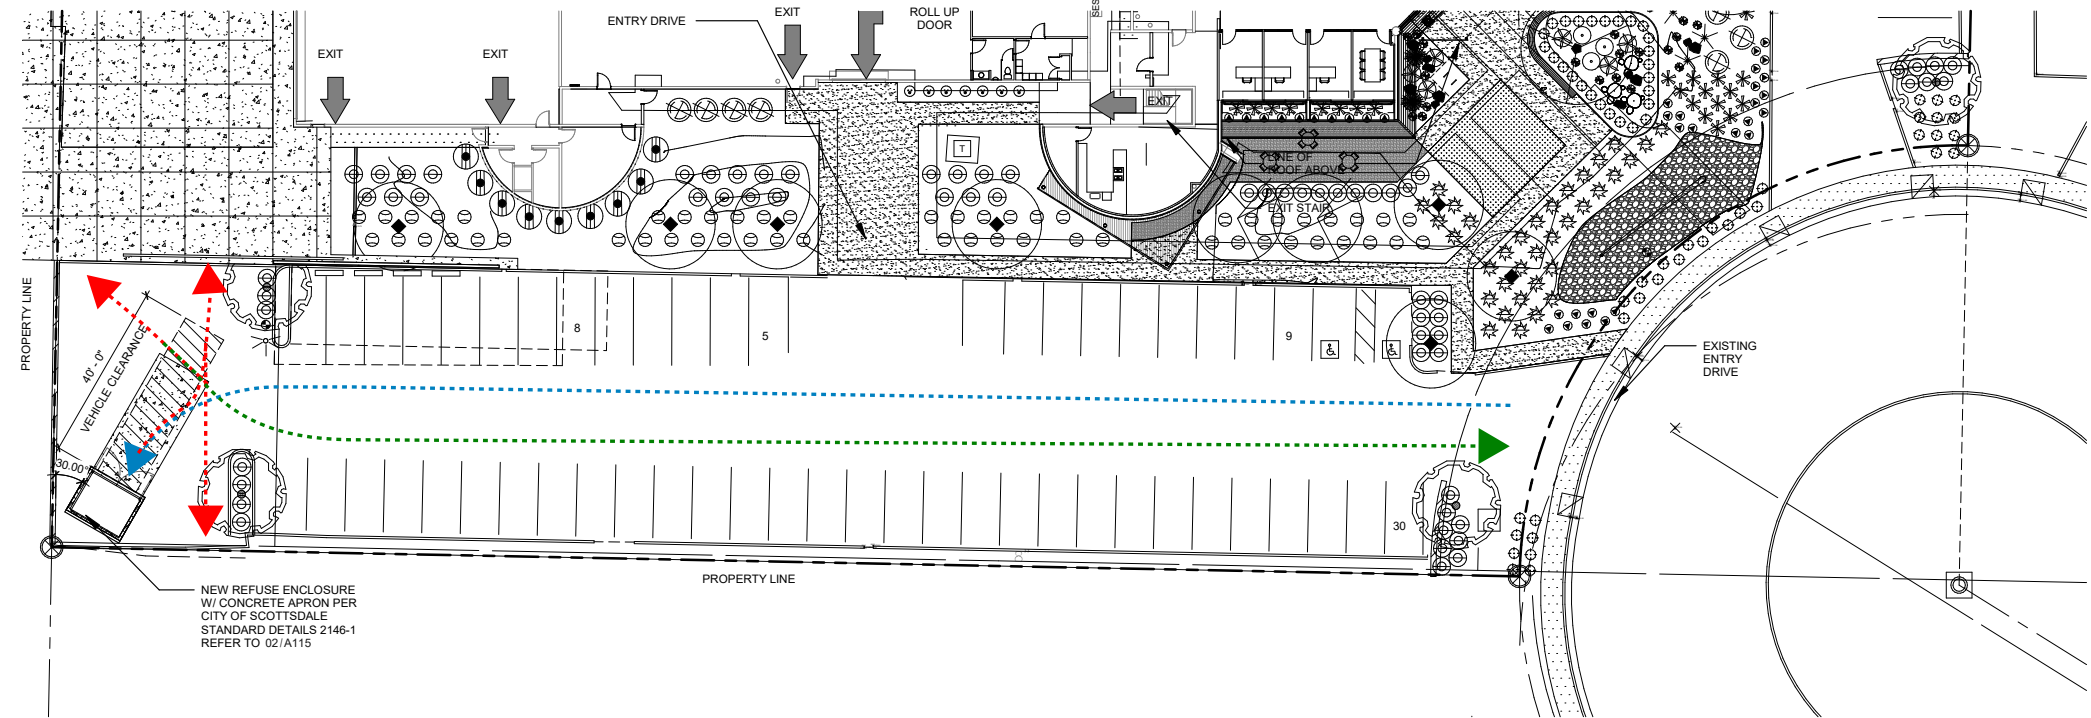 EXIT
ROLL UP
DOOR
SES
ENTRY DRIVE
EXIT
EXIT
EXIT
T
LINE OF
ROOF ABOVE
EXIT STAIR
PROPERTY LINE
40'- 0"
VEHICLE CLEARANCE
30.00°
8
5
9
EXISTING
ENTRY
DRIVE
30
PROPERTY LINE
NEW REFUSE ENCLOSURE
W/ CONCRETE APRON PER
CITY OF SCOTTSDALE
STANDARD DETAILS 2146-1
REFER TO 02/A115